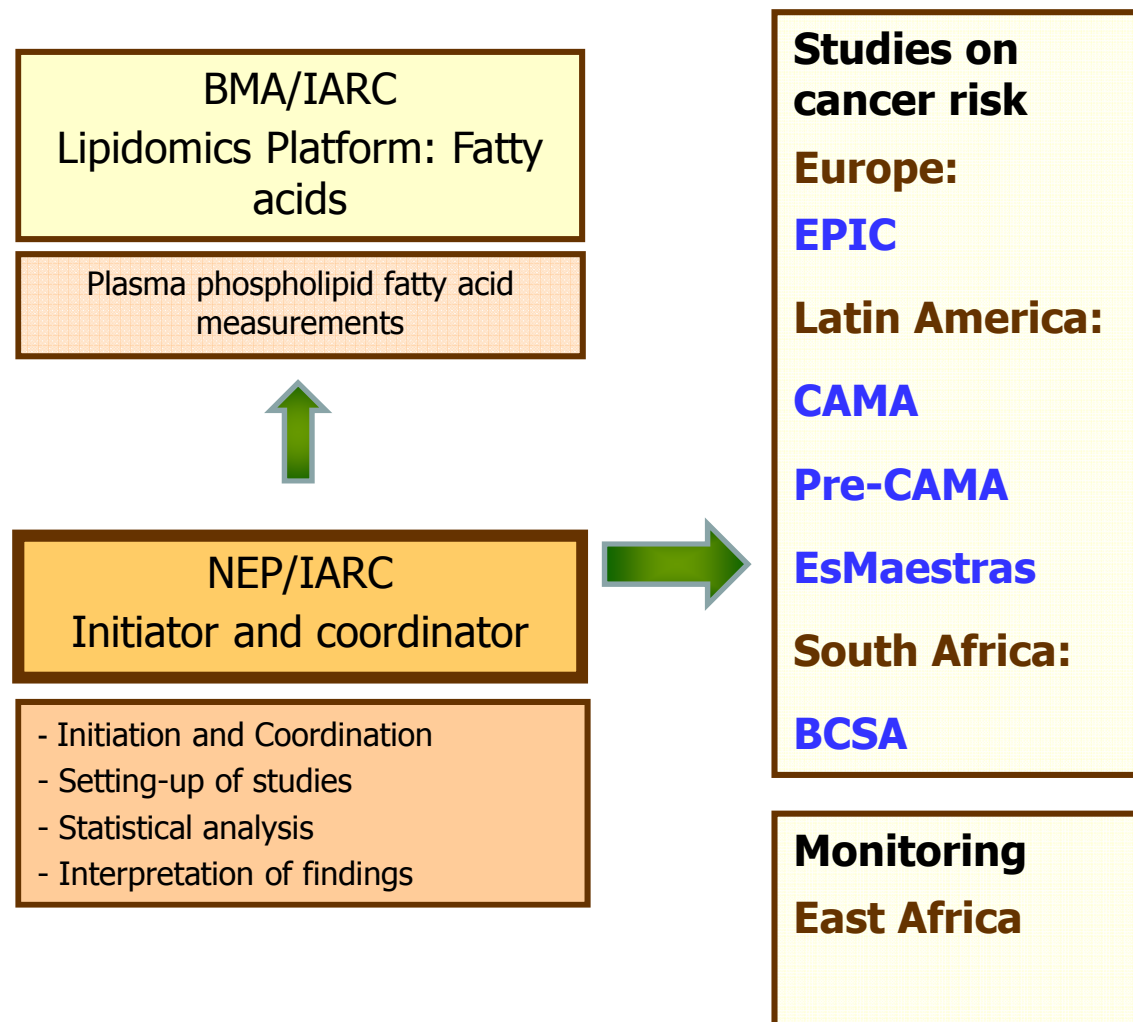 BMA/IARC
Lipidomics Platform: Fatty
acids
Plasma phospholipid fatty acid
measurements
NEP/IARC
Initiator and coordinator
- Initiation and Coordination
- Setting-up of studies
- Statistical analysis
- Interpretation of findings
Studies on
cancer risk
Europe:
EPIC
Latin America:
CAMA
Pre-CAMA
EsMaestras
South Africa:
BCSA
Monitoring
East Africa